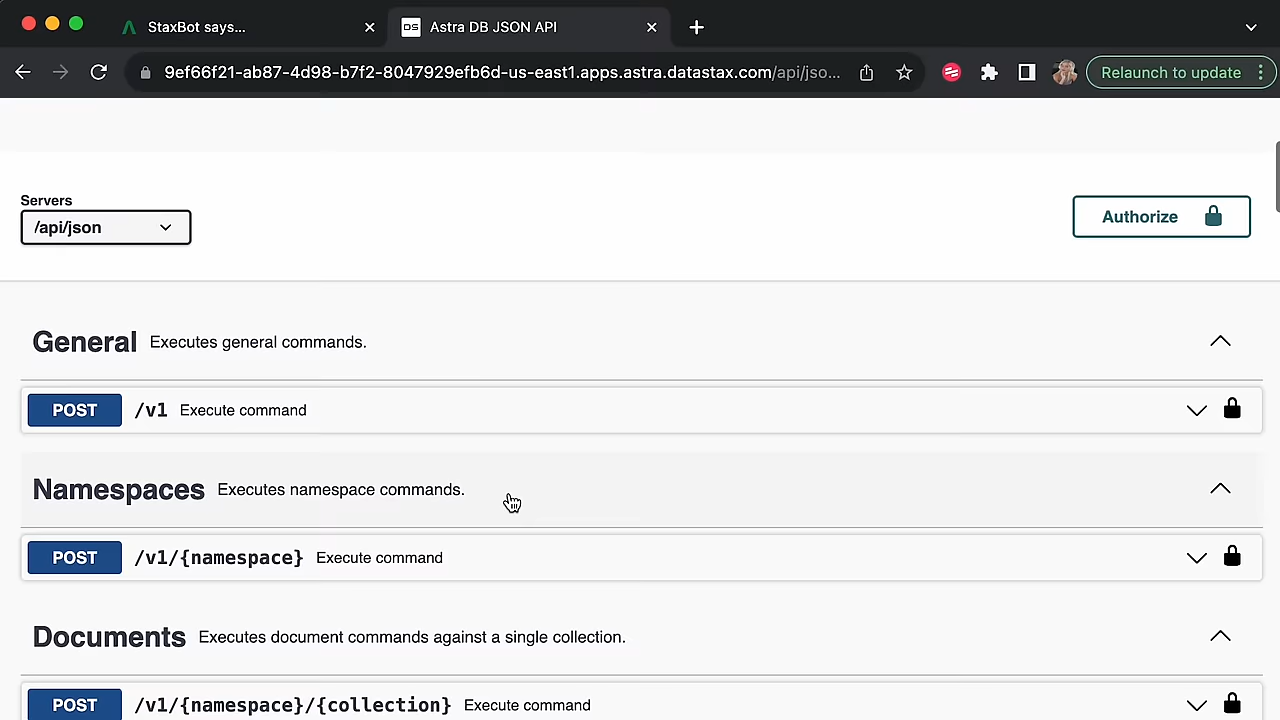 StaxBot says...
DS Astra DB JSON API
9ef66f21-ab87-4d98-b7f2-8047929efb6d-us-east1.apps.astra.datastax.com/api/jso...
Relaunch to update
Servers
/api/json
Authorize
General Executes general commands.
POST /v1 Execute command
Namespaces Executes namespace commands.
POST /v1/{namespace} Execute command
Documents Executes document commands against a single collection.
POST /v1/{namespace}/{collection} Execute command